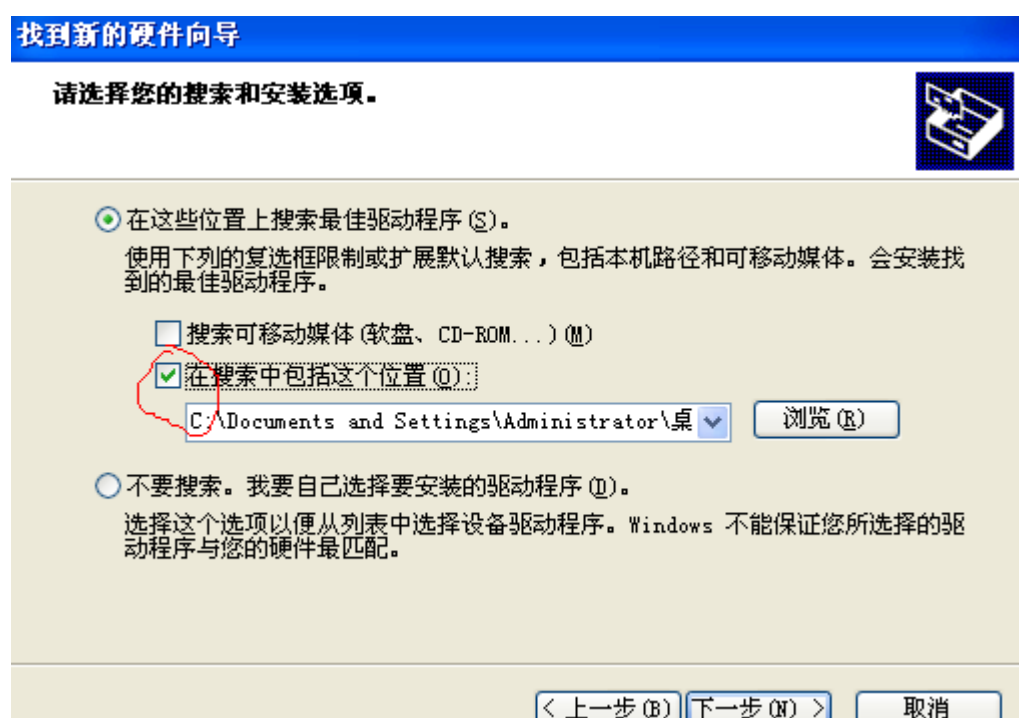 找到新的硬件向导
请选择您的搜索和安装选项。
在这些位置上搜索最佳驱动程序(S)。
使用下列的复选框限制或扩展默认搜索，包括本机路径和可移动媒体。会安装找
到的最佳驱动程序。
搜索可移动媒体(软盘、CD-ROM...)(M)
在搜索中包括这个位置(O):
C:\Documents and Settings\Administrator\桌
浏览(R)
不要搜索。我要自己选择要安装的驱动程序(D)。
选择这个选项以便从列表中选择设备驱动程序。Windows 不能保证您所选择的驱
动程序与您的硬件最匹配。
< 上一步(B) 下一步(N) > 取消